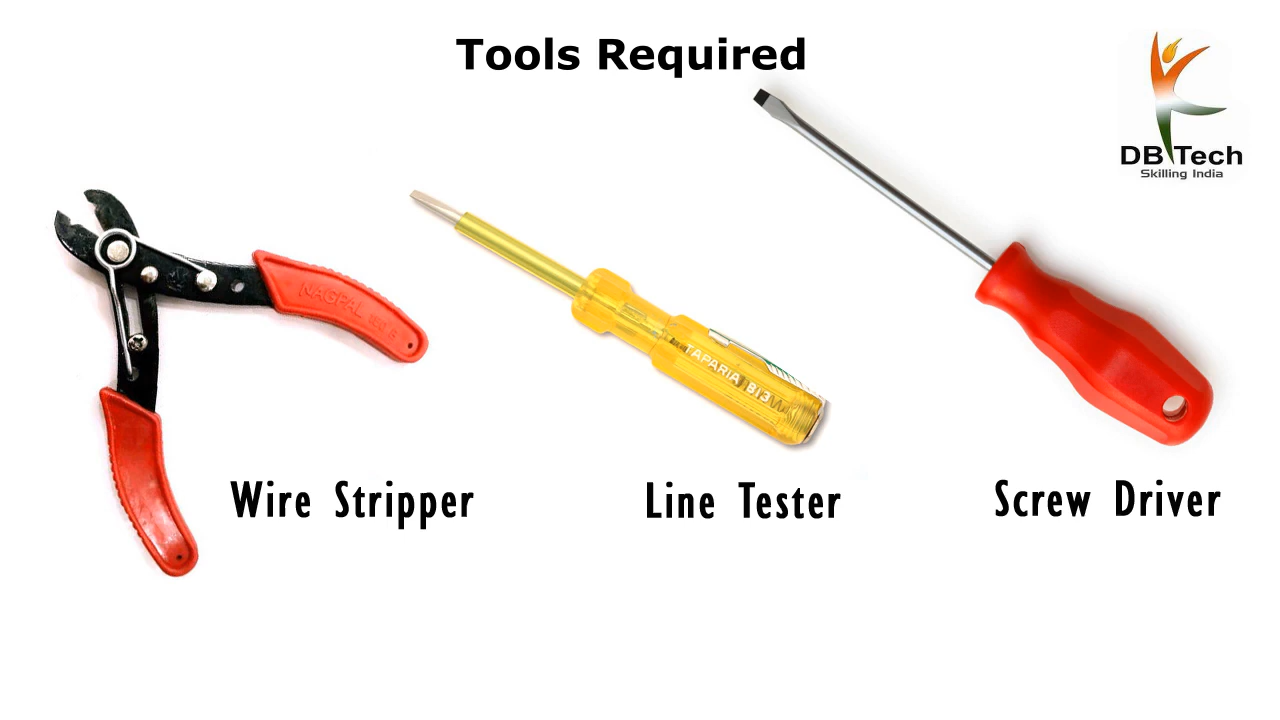 Tools Required
DB Tech
Skilling India
NAGPAL
TAPARIA 813
Wire Stripper
Line Tester
Screw Driver